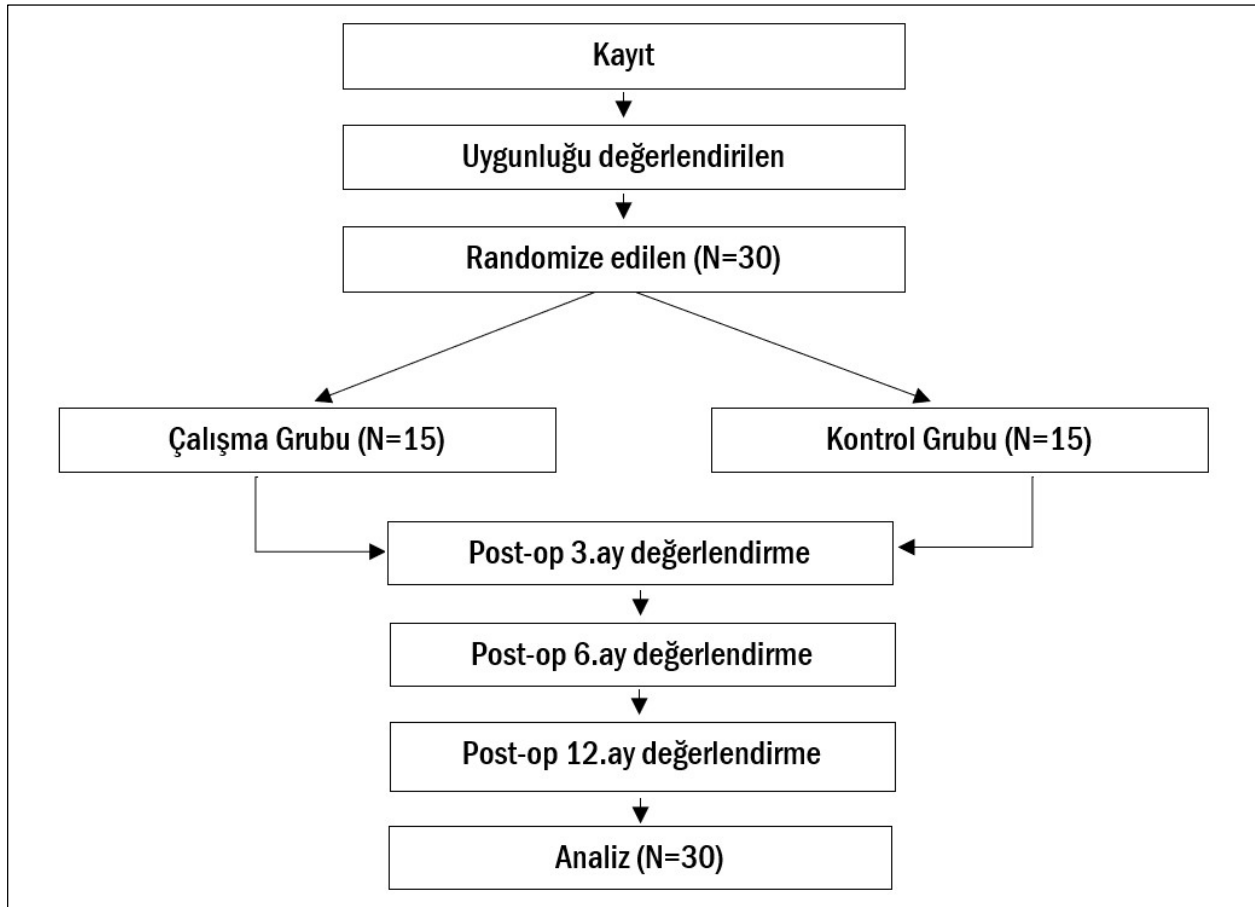 Kayıt
Uygunluğu değerlendirilen
Randomize edilen (N=30)
Çalışma Grubu (N=15)
Kontrol Grubu (N=15)
Post-op 3.ay değerlendirme
Post-op 6.ay değerlendirme
Post-op 12.ay değerlendirme
Analiz (N=30)